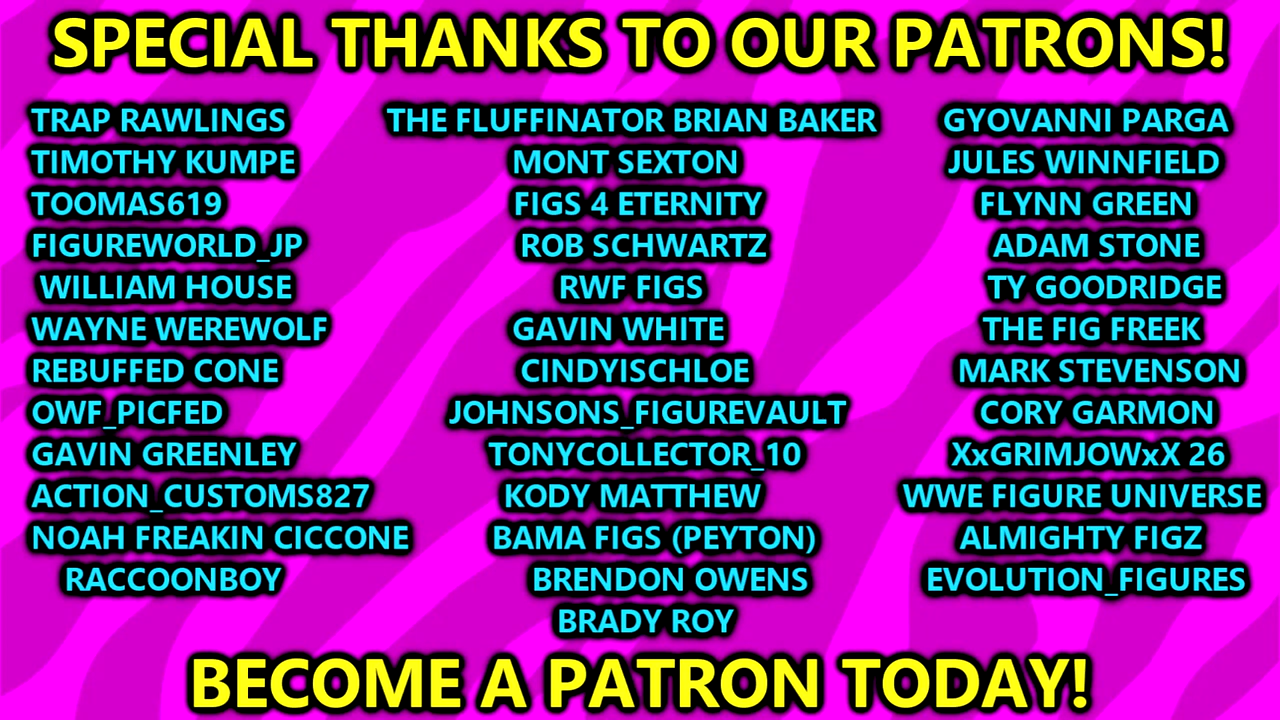 SPECIAL THANKS TO OUR PATRONS!
TRAP RAWLINGS
TIMOTHY KUMPE
TOOMAS619
FIGUREWORLD_JP
WILLIAM HOUSE
WAYNE WEREWOLF
REBUFFED CONE
OWF_PICFED
GAVIN GREENLEY
ACTION_CUSTOMS827
NOAH FREAKIN CICCONE
RACCOONBOY
THE FLUFFINATOR BRIAN BAKER
MONT SEXTON
FIGS 4 ETERNITY
ROB SCHWARTZ
RWF FIGS
GAVIN WHITE
CINDYISCHLOE
JOHNSONS_FIGUREVAULT
TONYCOLLECTOR_10
KODY MATTHEW
BAMA FIGS (PEYTON)
BRENDON OWENS
BRADY ROY
GYOVANNI PARGA
JULES WINNFIELD
FLYNN GREEN
ADAM STONE
TY GOODRIDGE
THE FIG FREEK
MARK STEVENSON
CORY GARMON
XxGRIMJOWxX 26
WWE FIGURE UNIVERSE
ALMIGHTY FIGZ
EVOLUTION_FIGURES
BECOME A PATRON TODAY!